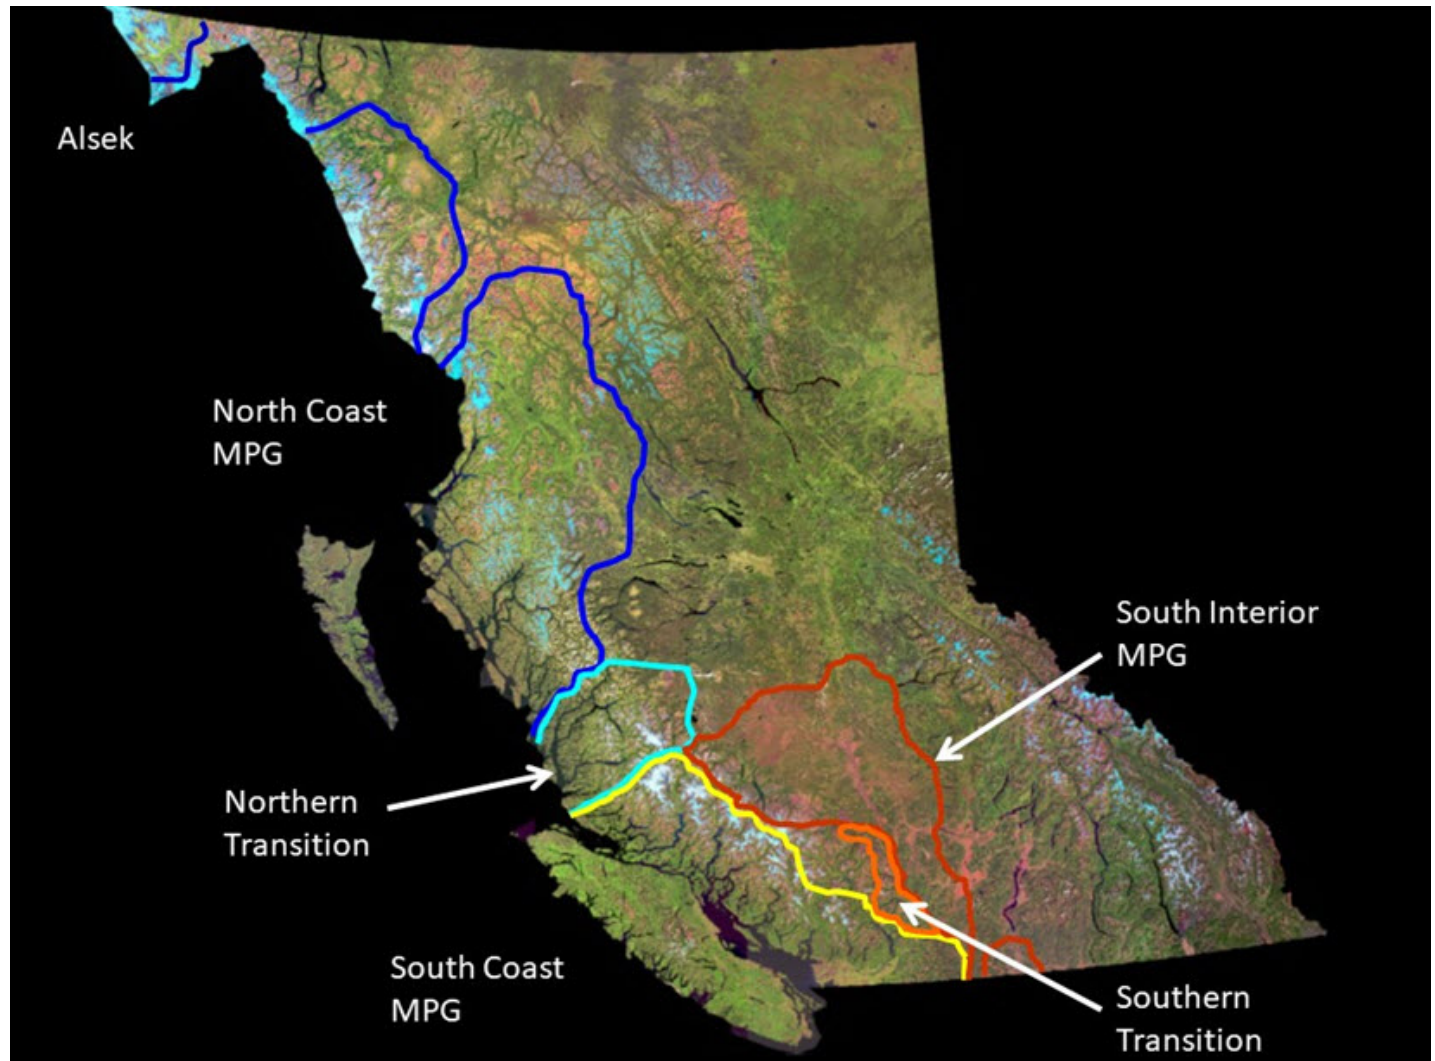 Alsek
North Coast
MPG
South Interior
MPG
Northern
Transition
South Coast
MPG
Southern
Transition